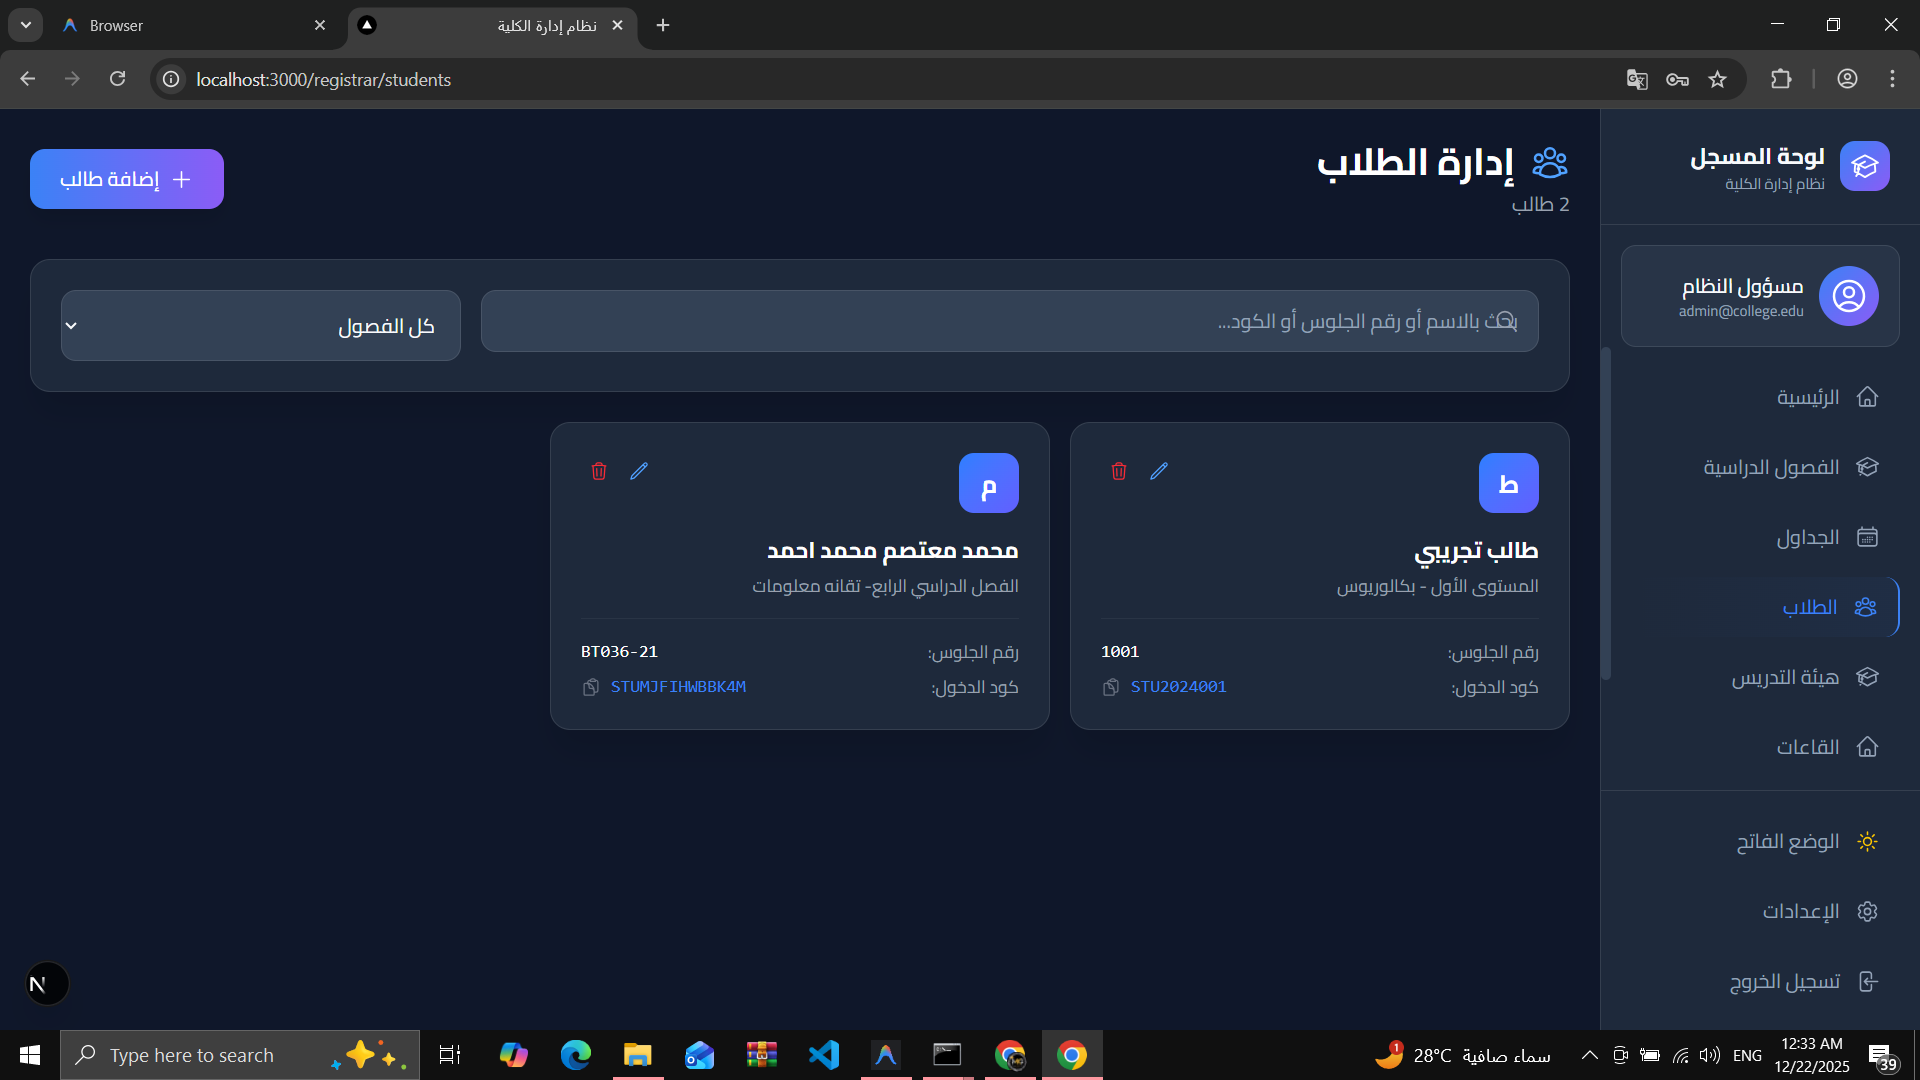 Browser
نظام إدارة الكلية
localhost:3000/registrar/students
لوحة المسجل
نظام إدارة الكلية
مسؤول النظام
admin@college.edu
الرئيسية
الفصول الدراسية
الجداول
الطلاب
هيئة التدريس
القاعات
الوضع الفاتح
الإعدادات
تسجيل الخروج
إدارة الطلاب
2 طالب
إضافة طالب
بحث بالاسم أو رقم الجلوس أو الكود...
كل الفصول
ط
طالب تجريبي
المستوى الأول - بكالوريوس
رقم الجلوس: 1001
كود الدخول: STU2024001
م
محمد معتصم محمد احمد
الفصل الدراسي الرابع- تقانه معلومات
رقم الجلوس: BT036-21
كود الدخول: STUMJFIHWBBK4M
N
Type here to search
1
28°C سماء صافية
ENG
12:33 AM
12/22/2025
39